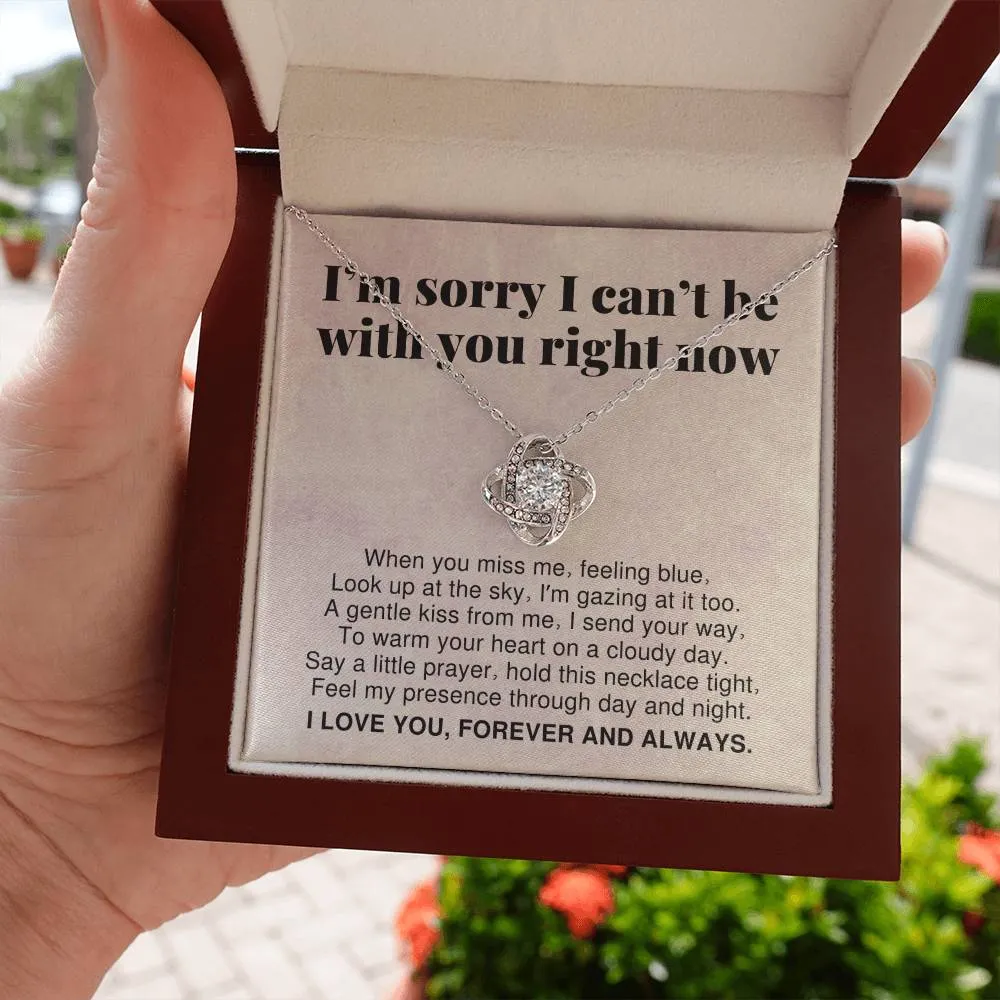 I’m sorry I can’t be
with you right now
When you miss me, feeling blue,
Look up at the sky, I'm gazing at it too.
A gentle kiss from me, I send your way,
To warm your heart on a cloudy day.
Say a little prayer, hold this necklace tight,
Feel my presence through day and night.
I LOVE YOU, FOREVER AND ALWAYS.